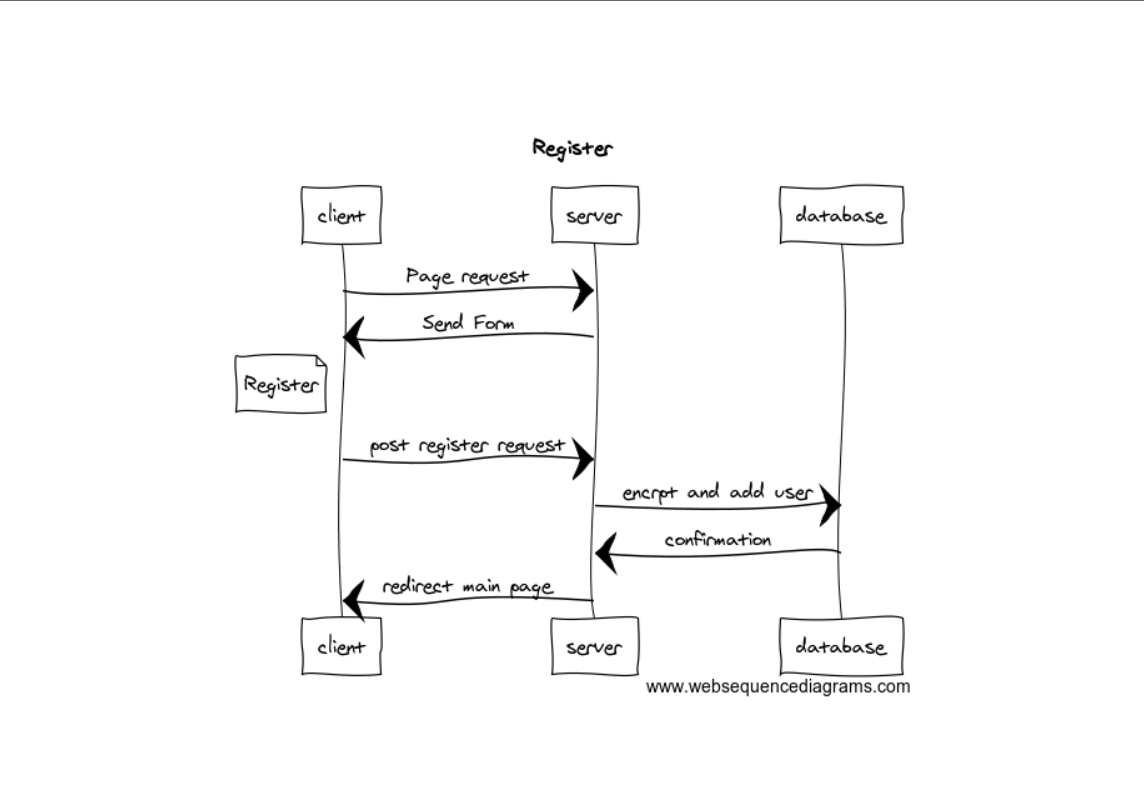 Register
client
server
database
Page request
Send Form
Register
post register request
encrpt and add user
confirmation
redirect main page
client
server
database
www.websequencediagrams.com